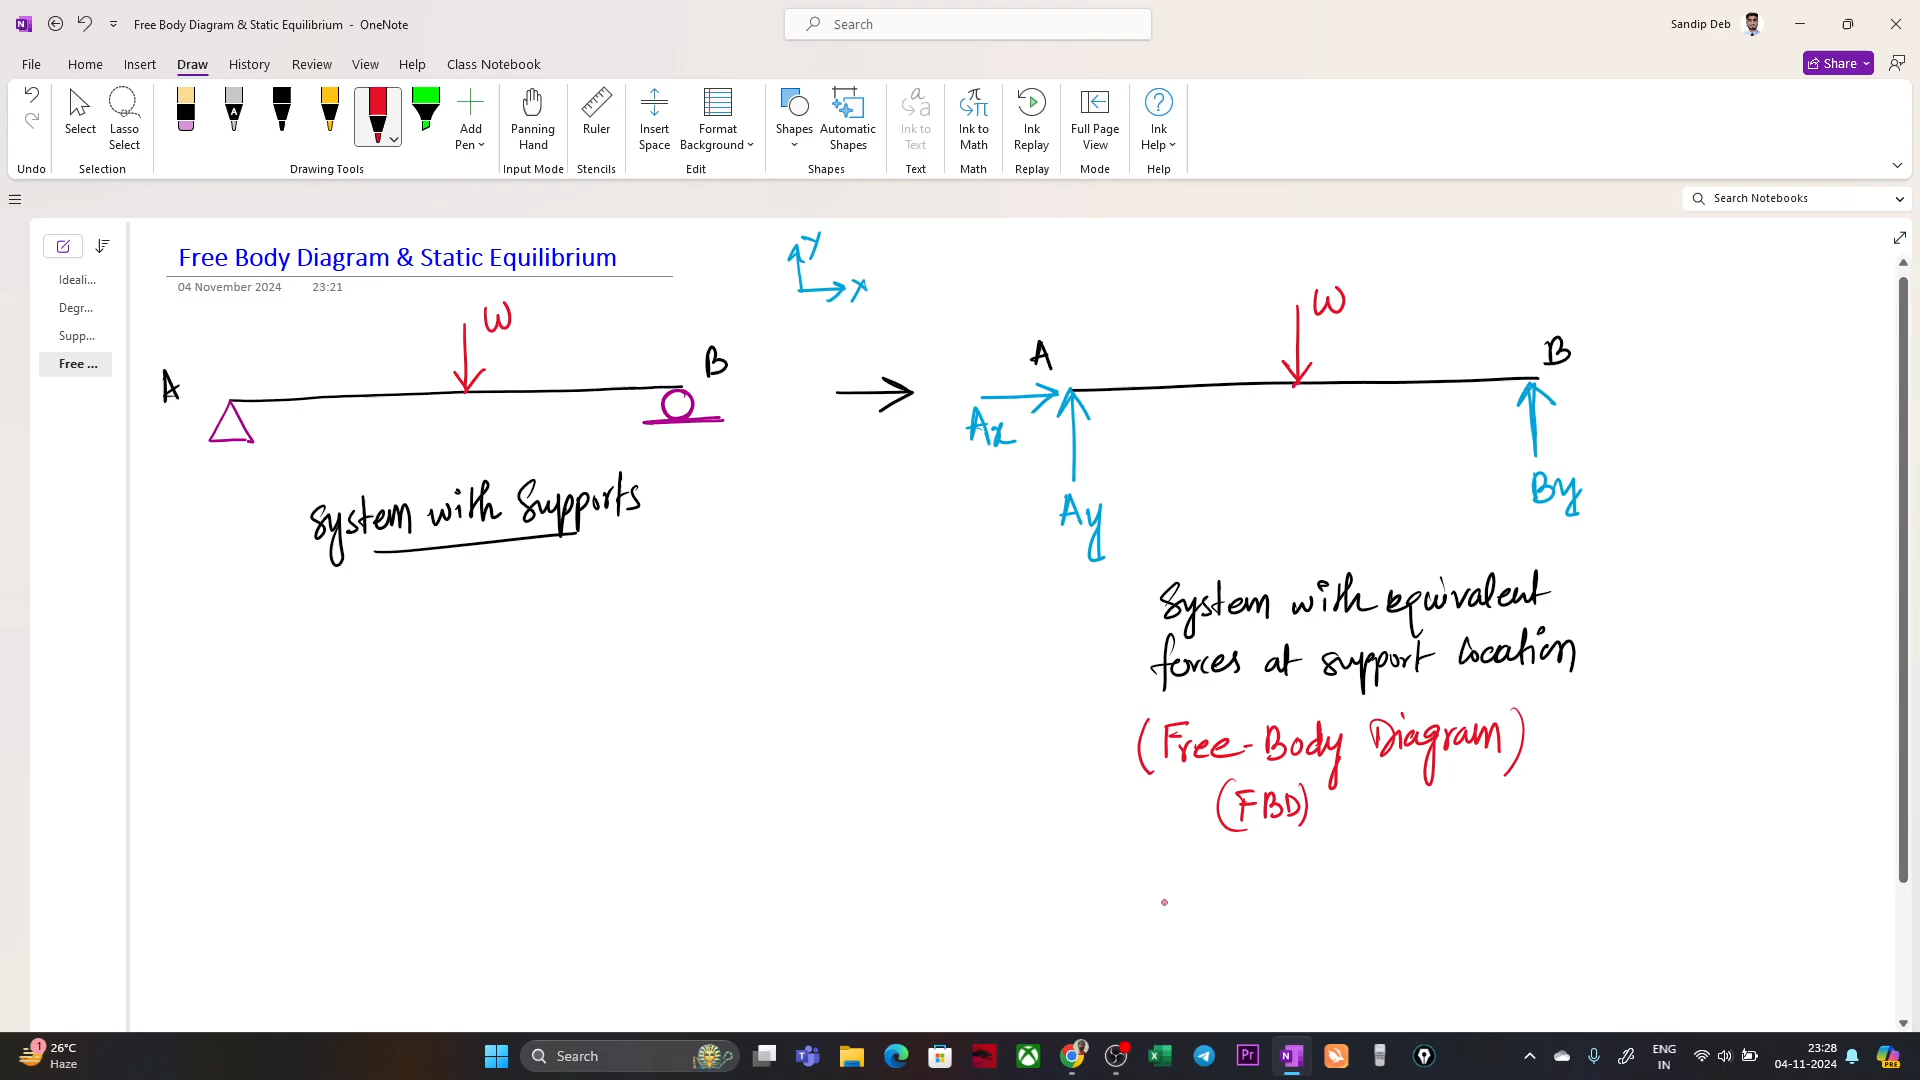 Free Body Diagram & Static Equilibrium - OneNote
Search
Sandip Deb
File Home Insert Draw History Review View Help Class Notebook
Share
Select
Lasso Select
Add Pen
Panning Hand
Ruler
Insert Space
Format Background
Shapes
Automatic Shapes
Ink to Text
Ink to Math
Ink Replay
Full Page View
Ink Help
Undo Selection Drawing Tools Input Mode Stencils Edit Shapes Text Math Replay Mode Help
Search Notebooks
Ideali...
Degr...
Supp...
Free ...
Free Body Diagram & Static Equilibrium
04 November 2024 23:21
Y
X
W
A
B
System with Supports
W
A
B
Ax
Ay
By
System with equivalent
forces at support location
(Free-Body Diagram)
(FBD)
1
26°C
Haze
Search
ENG
IN
23:28
04-11-2024
PRE